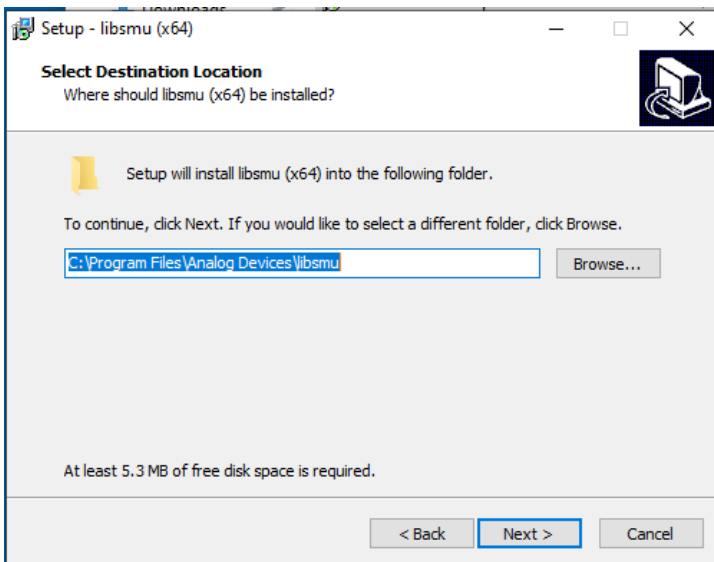 Downloads
Setup - libsmu (x64)
Select Destination Location
Where should libsmu (x64) be installed?
Setup will install libsmu (x64) into the following folder.
To continue, click Next. If you would like to select a different folder, click Browse.
C:\Program Files\Analog Devices\libsmu
Browse...
At least 5.3 MB of free disk space is required.
< Back
Next >
Cancel